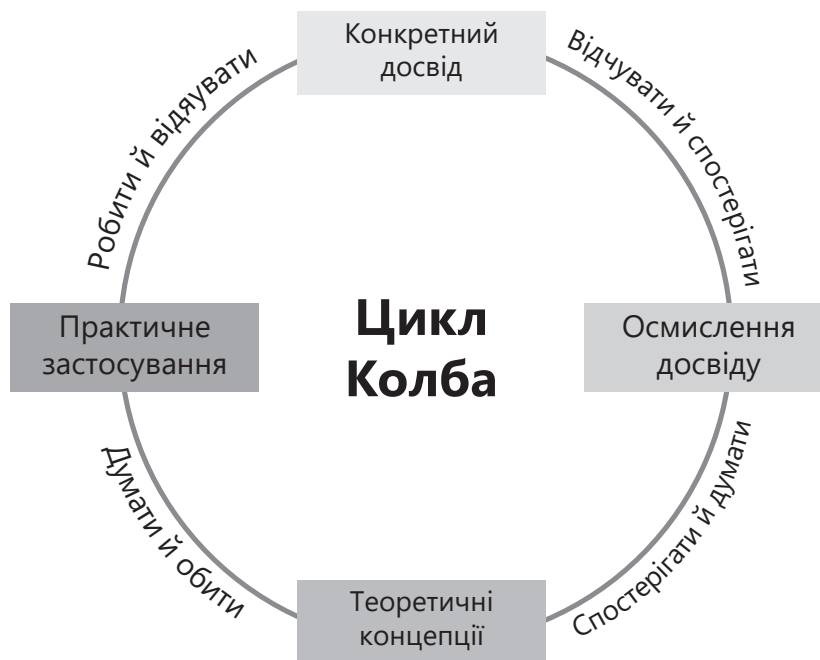 Конкретний
досвід
Відчувати й спостерігати
Робити й відяувати
Цикл
Колба
Практичне
застосування
Осмислення
досвіду
Думати й обити
Спостерігати й думати
Теоретичні
концепції